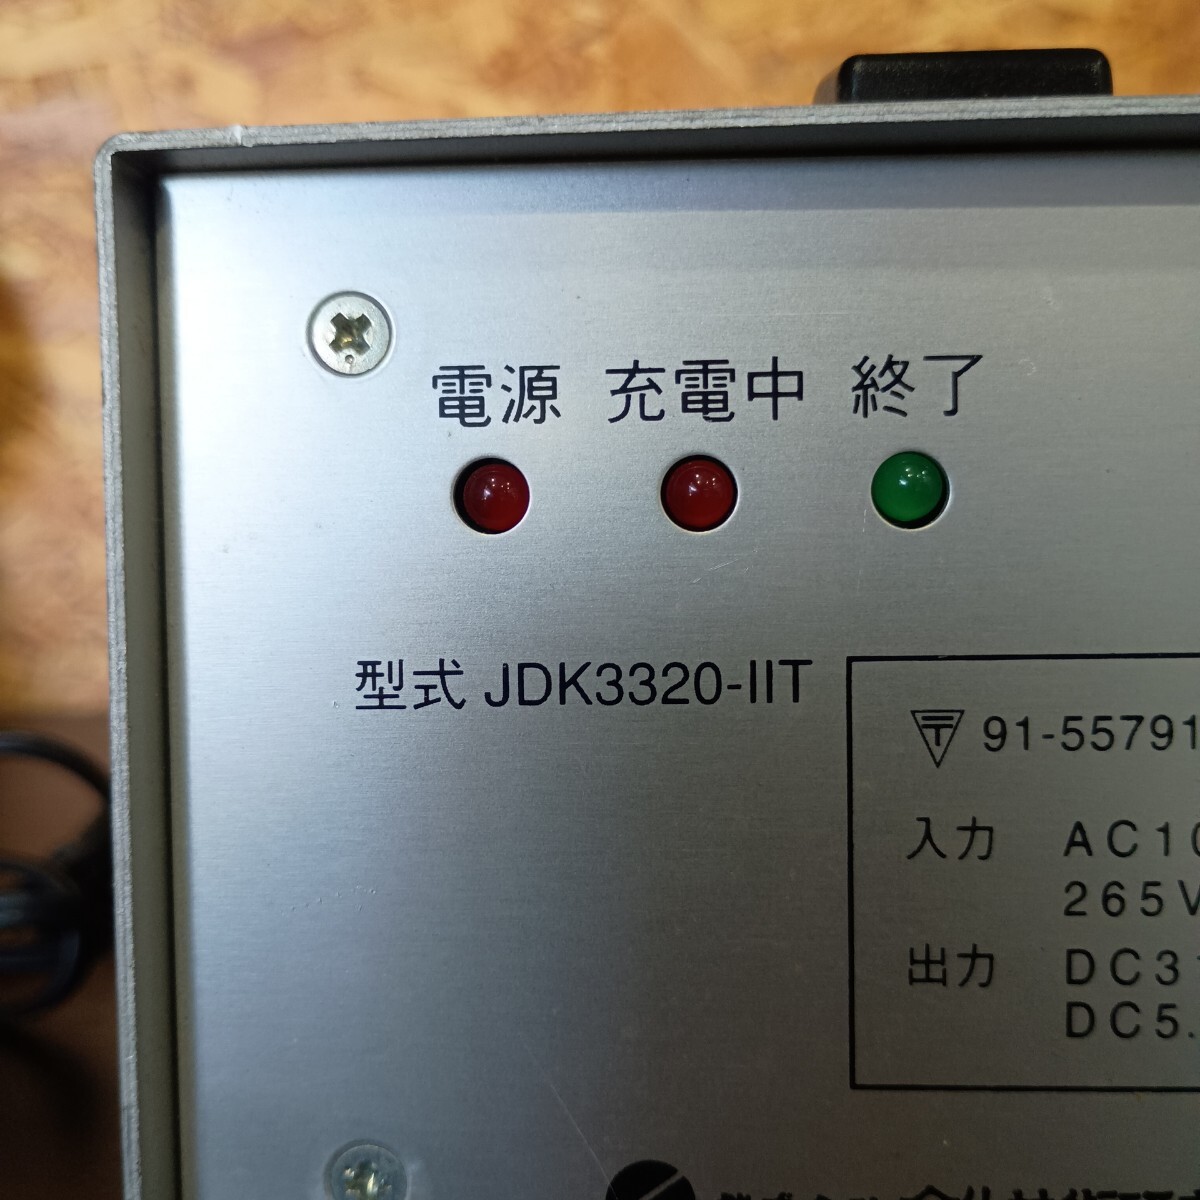 電源 充電中 終了
型式 JDK3320-IIT
91-55791
入力 AC10
265V
出力 DC31
DC5.